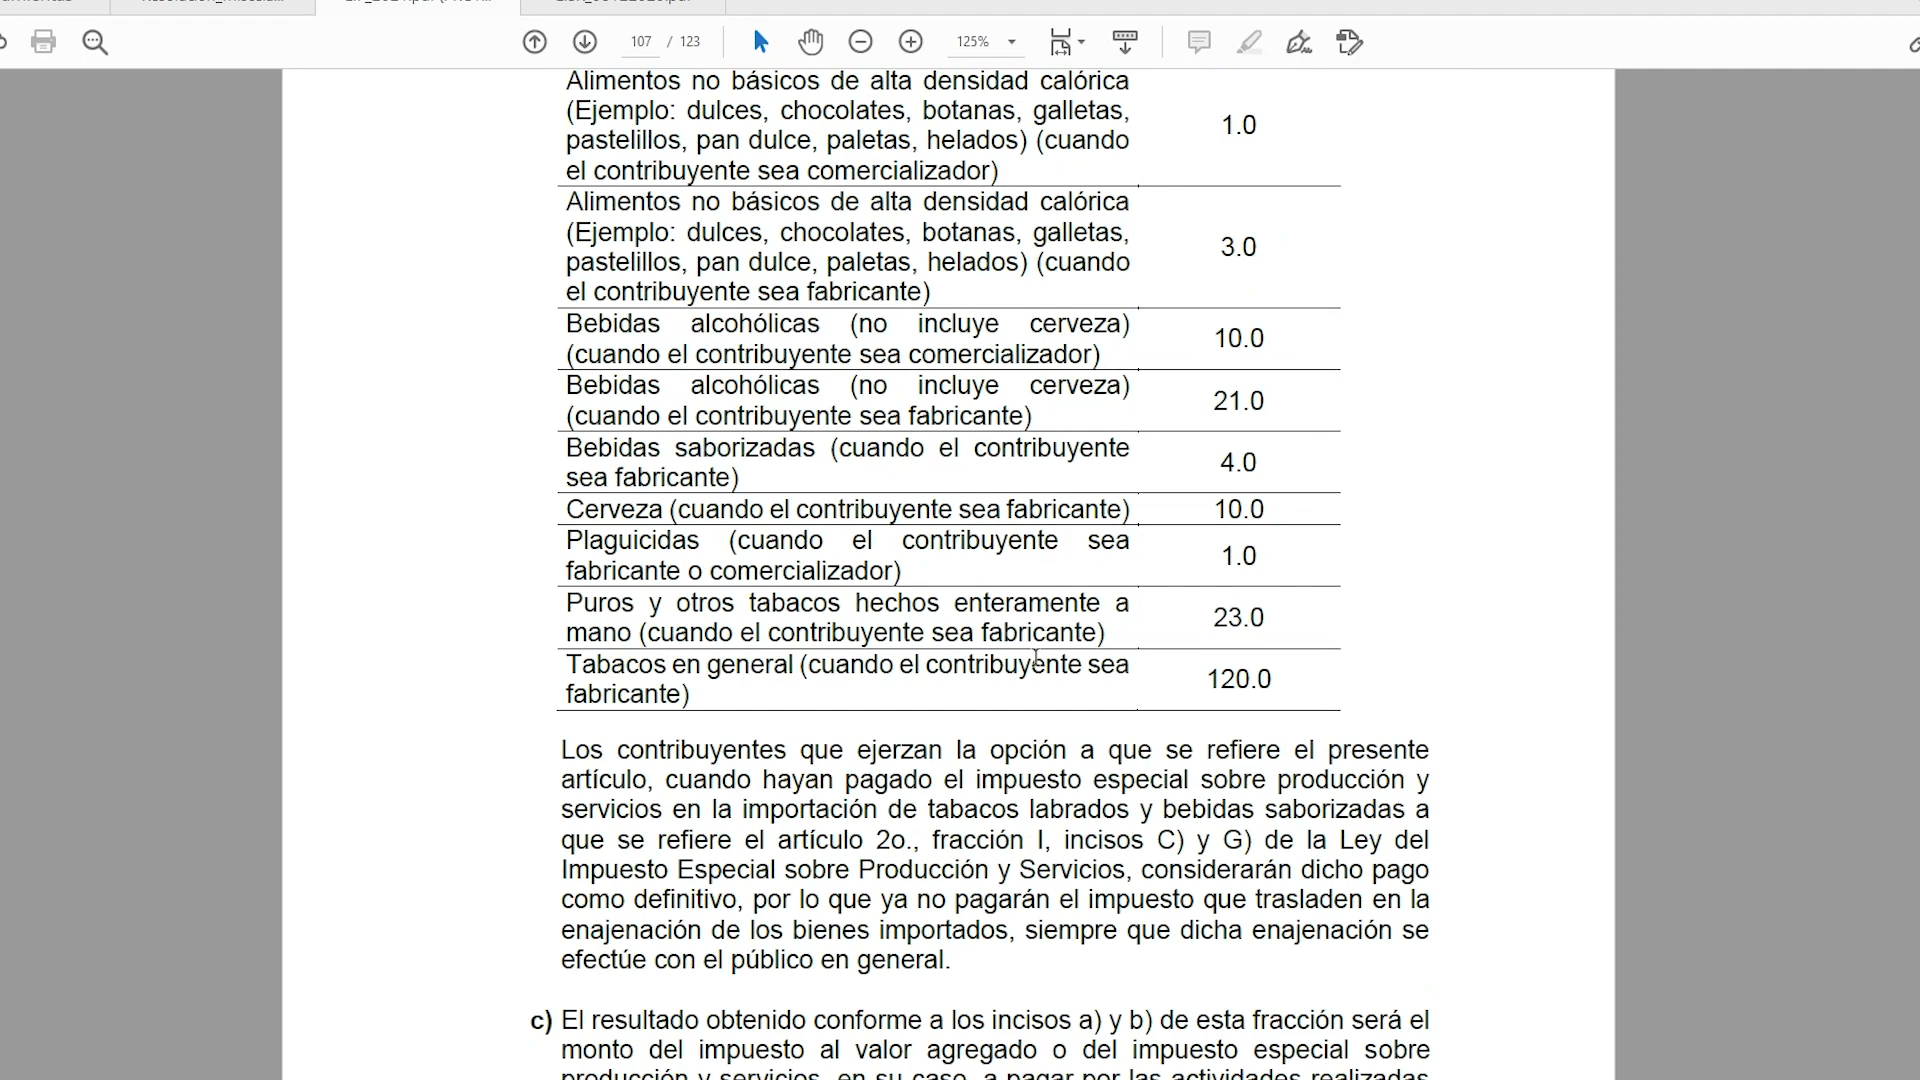 107 / 123
125%
Alimentos no básicos de alta densidad calórica
(Ejemplo: dulces, chocolates, botanas, galletas,
pastelillos, pan dulce, paletas, helados) (cuando
el contribuyente sea comercializador)
1.0
Alimentos no básicos de alta densidad calórica
(Ejemplo: dulces, chocolates, botanas, galletas,
pastelillos, pan dulce, paletas, helados) (cuando
el contribuyente sea fabricante)
3.0
Bebidas alcohólicas (no incluye cerveza)
(cuando el contribuyente sea comercializador)
10.0
Bebidas alcohólicas (no incluye cerveza)
(cuando el contribuyente sea fabricante)
21.0
Bebidas saborizadas (cuando el contribuyente
sea fabricante)
4.0
Cerveza (cuando el contribuyente sea fabricante)
10.0
Plaguicidas (cuando el contribuyente sea
fabricante o comercializador)
1.0
Puros y otros tabacos hechos enteramente a
mano (cuando el contribuyente sea fabricante)
23.0
Tabacos en general (cuando el contribuyente sea
fabricante)
120.0
Los contribuyentes que ejerzan la opción a que se refiere el presente
artículo, cuando hayan pagado el impuesto especial sobre producción y
servicios en la importación de tabacos labrados y bebidas saborizadas a
que se refiere el artículo 2o., fracción I, incisos C) y G) de la Ley del
Impuesto Especial sobre Producción y Servicios, considerarán dicho pago
como definitivo, por lo que ya no pagarán el impuesto que trasladen en la
enajenación de los bienes importados, siempre que dicha enajenación se
efectúe con el público en general.
c) El resultado obtenido conforme a los incisos a) y b) de esta fracción será el
monto del impuesto al valor agregado o del impuesto especial sobre
producción y servicios, en su caso, a pagar por las actividades realizadas